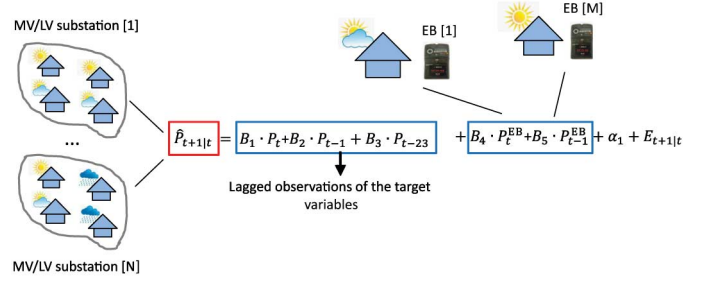 MV/LV substation [1]
EB [1]
EB [M]
...
P̂ₜ₊₁|ₜ = B₁ · Pₜ+B₂ · Pₜ₋₁ + B₃ · Pₜ₋₂₃ + B₄ · Pₜᴱᴮ+B₅ · Pₜ₋₁ᴱᴮ + α₁ + Eₜ₊₁|ₜ
Lagged observations of the target
variables
MV/LV substation [N]